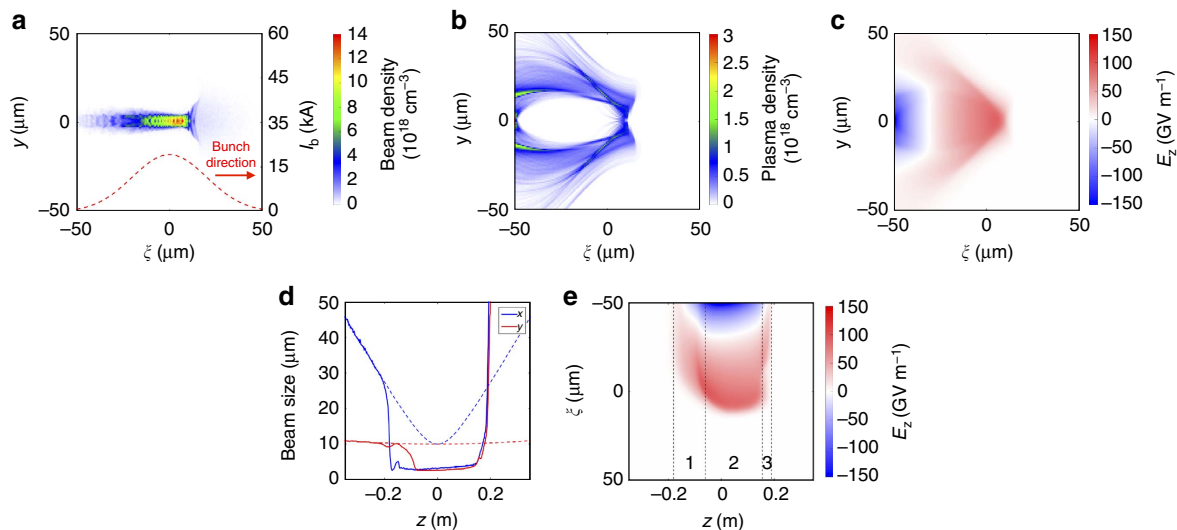 a
50
0
−50
y (μm)
−50
0
50
ξ (μm)
60
45
30
15
0
I_b (kA)
Bunch
direction
14
12
10
8
6
4
2
0
Beam density
(10^18 cm^−3)
b
50
0
−50
y (μm)
−50
0
50
ξ (μm)
3
2.5
2
1.5
1
0.5
0
Plasma density
(10^18 cm^−3)
c
50
0
−50
y (μm)
−50
0
50
ξ (μm)
150
100
50
0
−50
−100
−150
E_z (GV m^−1)
d
50
40
30
20
10
0
Beam size (μm)
x
y
−0.2
0
0.2
z (m)
e
−50
0
50
ξ (μm)
1
2
3
−0.2
0
0.2
z (m)
150
100
50
0
−50
−100
−150
E_z (GV m^−1)